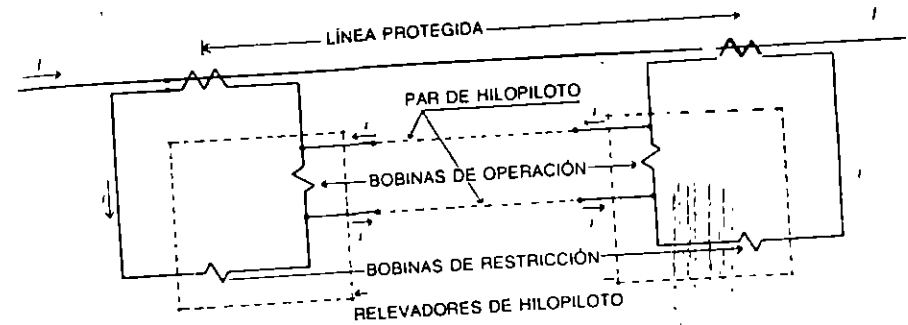 LÍNEA PROTEGIDA
I
I
PAR DE HILOPILOTO
I
I
BOBINAS DE OPERACIÓN
I
I
I
I
BOBINAS DE RESTRICCIÓN
RELEVADORES DE HILOPILOTO